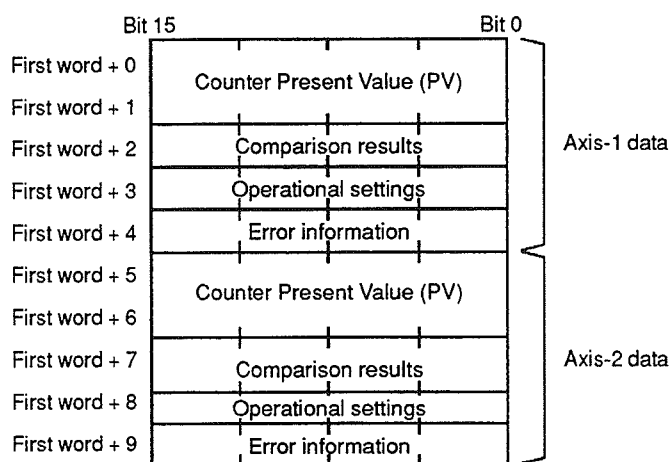 Bit 15 Bit 0
First word + 0
Counter Present Value (PV)
First word + 1
First word + 2 Comparison results
Axis-1 data
First word + 3 Operational settings
First word + 4 Error information
First word + 5
Counter Present Value (PV)
First word + 6
First word + 7 Comparison results
Axis-2 data
First word + 8 Operational settings
First word + 9 Error information